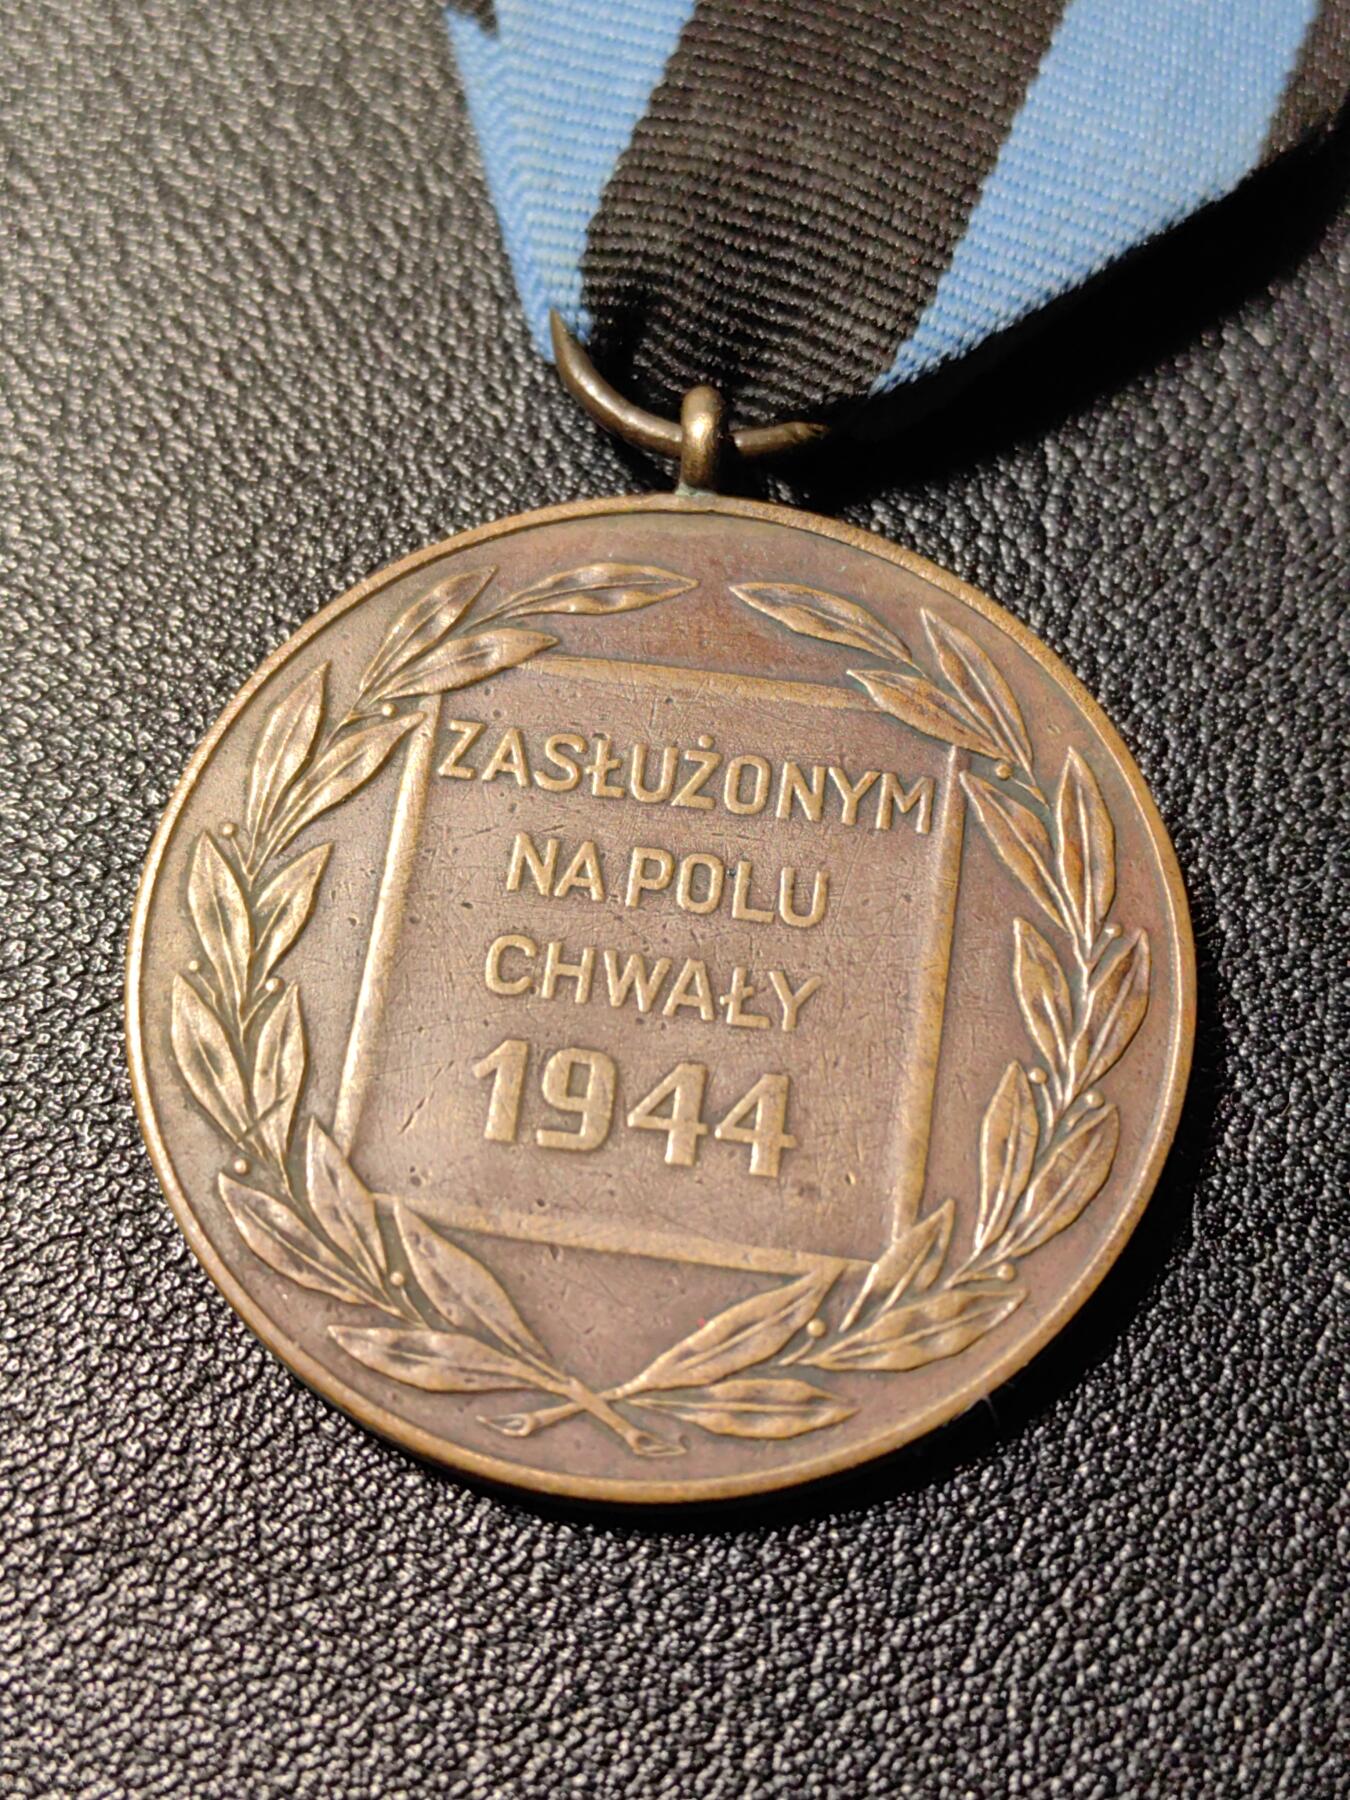 ZASŁUŻONYM
NA POLU
CHWAŁY
1944